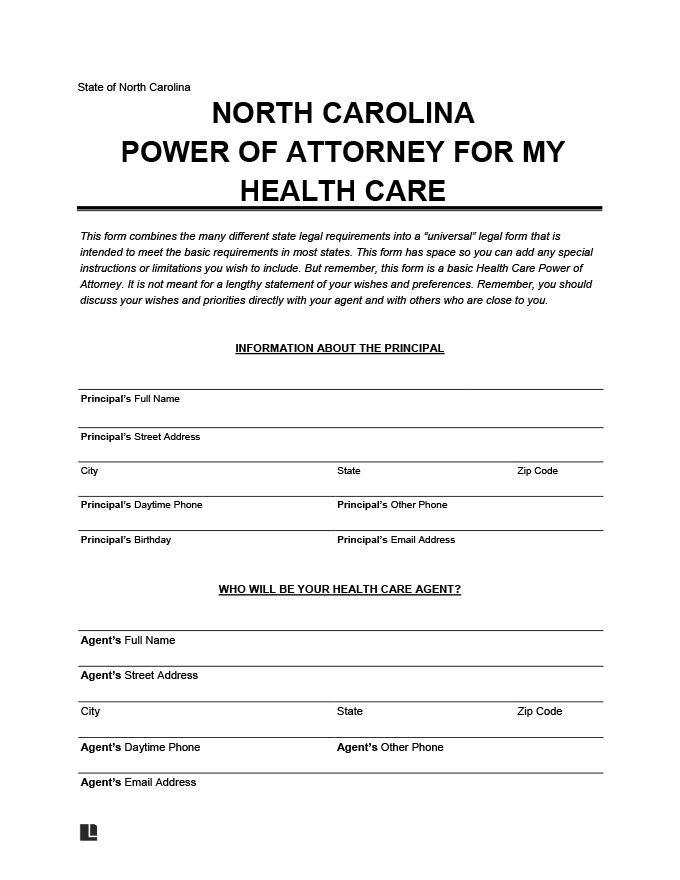 State of North Carolina
NORTH CAROLINA
POWER OF ATTORNEY FOR MY
HEALTH CARE
This form combines the many different state legal requirements into a “universal” legal form that is
intended to meet the basic requirements in most states. This form has space so you can add any special
instructions or limitations you wish to include. But remember, this form is a basic Health Care Power of
Attorney. It is not meant for a lengthy statement of your wishes and preferences. Remember, you should
discuss your wishes and priorities directly with your agent and with others who are close to you.
INFORMATION ABOUT THE PRINCIPAL
Principal’s Full Name
Principal’s Street Address
City State Zip Code
Principal’s Daytime Phone Principal’s Other Phone
Principal’s Birthday Principal’s Email Address
WHO WILL BE YOUR HEALTH CARE AGENT?
Agent’s Full Name
Agent’s Street Address
City State Zip Code
Agent’s Daytime Phone Agent’s Other Phone
Agent’s Email Address